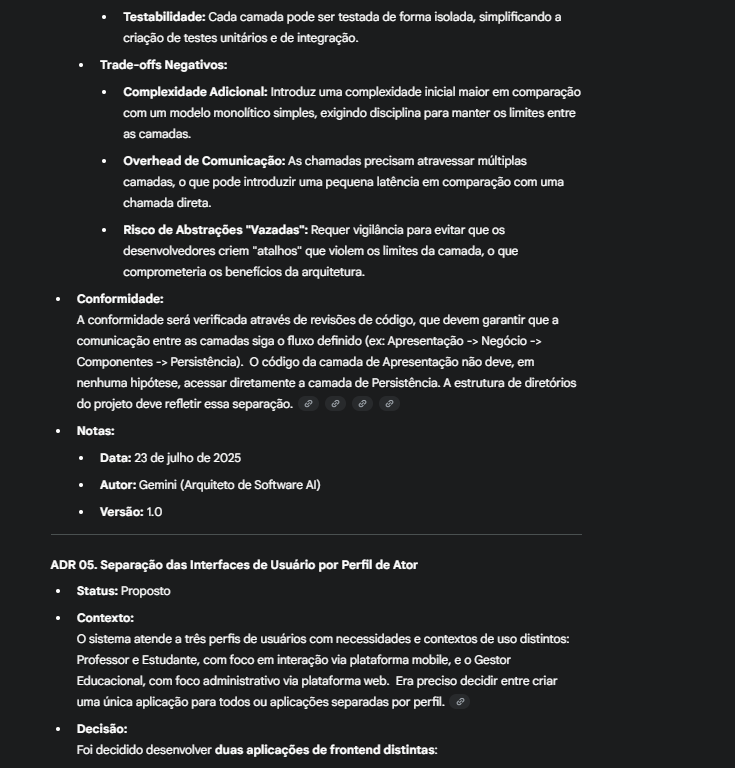 • Testabilidade: Cada camada pode ser testada de forma isolada, simplificando a
criação de testes unitários e de integração.
• Trade-offs Negativos:
• Complexidade Adicional: Introduz uma complexidade inicial maior em comparação
com um modelo monolítico simples, exigindo disciplina para manter os limites entre
as camadas.
• Overhead de Comunicação: As chamadas precisam atravessar múltiplas
camadas, o que pode introduzir uma pequena latência em comparação com uma
chamada direta.
• Risco de Abstrações "Vazadas": Requer vigilância para evitar que os
desenvolvedores criem "atalhos" que violem os limites da camada, o que
comprometeria os benefícios da arquitetura.
• Conformidade:
A conformidade será verificada através de revisões de código, que devem garantir que a
comunicação entre as camadas siga o fluxo definido (ex: Apresentação -> Negócio ->
Componentes -> Persistência). O código da camada de Apresentação não deve, em
nenhuma hipótese, acessar diretamente a camada de Persistência. A estrutura de diretórios
do projeto deve refletir essa separação.
• Notas:
• Data: 23 de julho de 2025
• Autor: Gemini (Arquiteto de Software AI)
• Versão: 1.0
ADR 05. Separação das Interfaces de Usuário por Perfil de Ator
• Status: Proposto
• Contexto:
O sistema atende a três perfis de usuários com necessidades e contextos de uso distintos:
Professor e Estudante, com foco em interação via plataforma mobile, e o Gestor
Educacional, com foco administrativo via plataforma web. Era preciso decidir entre criar
uma única aplicação para todos ou aplicações separadas por perfil.
• Decisão:
Foi decidido desenvolver duas aplicações de frontend distintas: